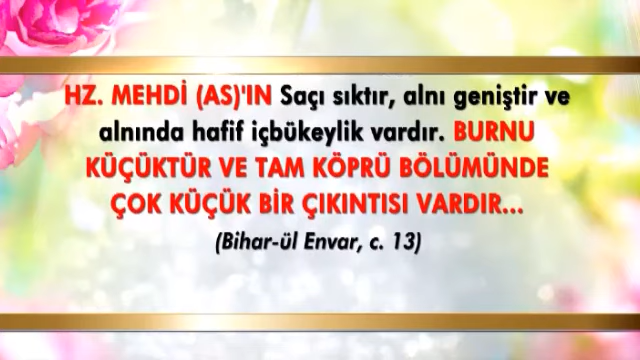 HZ. MEHDİ (AS)'IN Saçı sıktır, alnı geniştir ve
alnında hafif içbükeylik vardır. BURNU
KÜÇÜKTÜR VE TAM KÖPRÜ BÖLÜMÜNDE
ÇOK KÜÇÜK BİR ÇIKINTISI VARDIR...
(Bihar-ül Envar, c. 13)